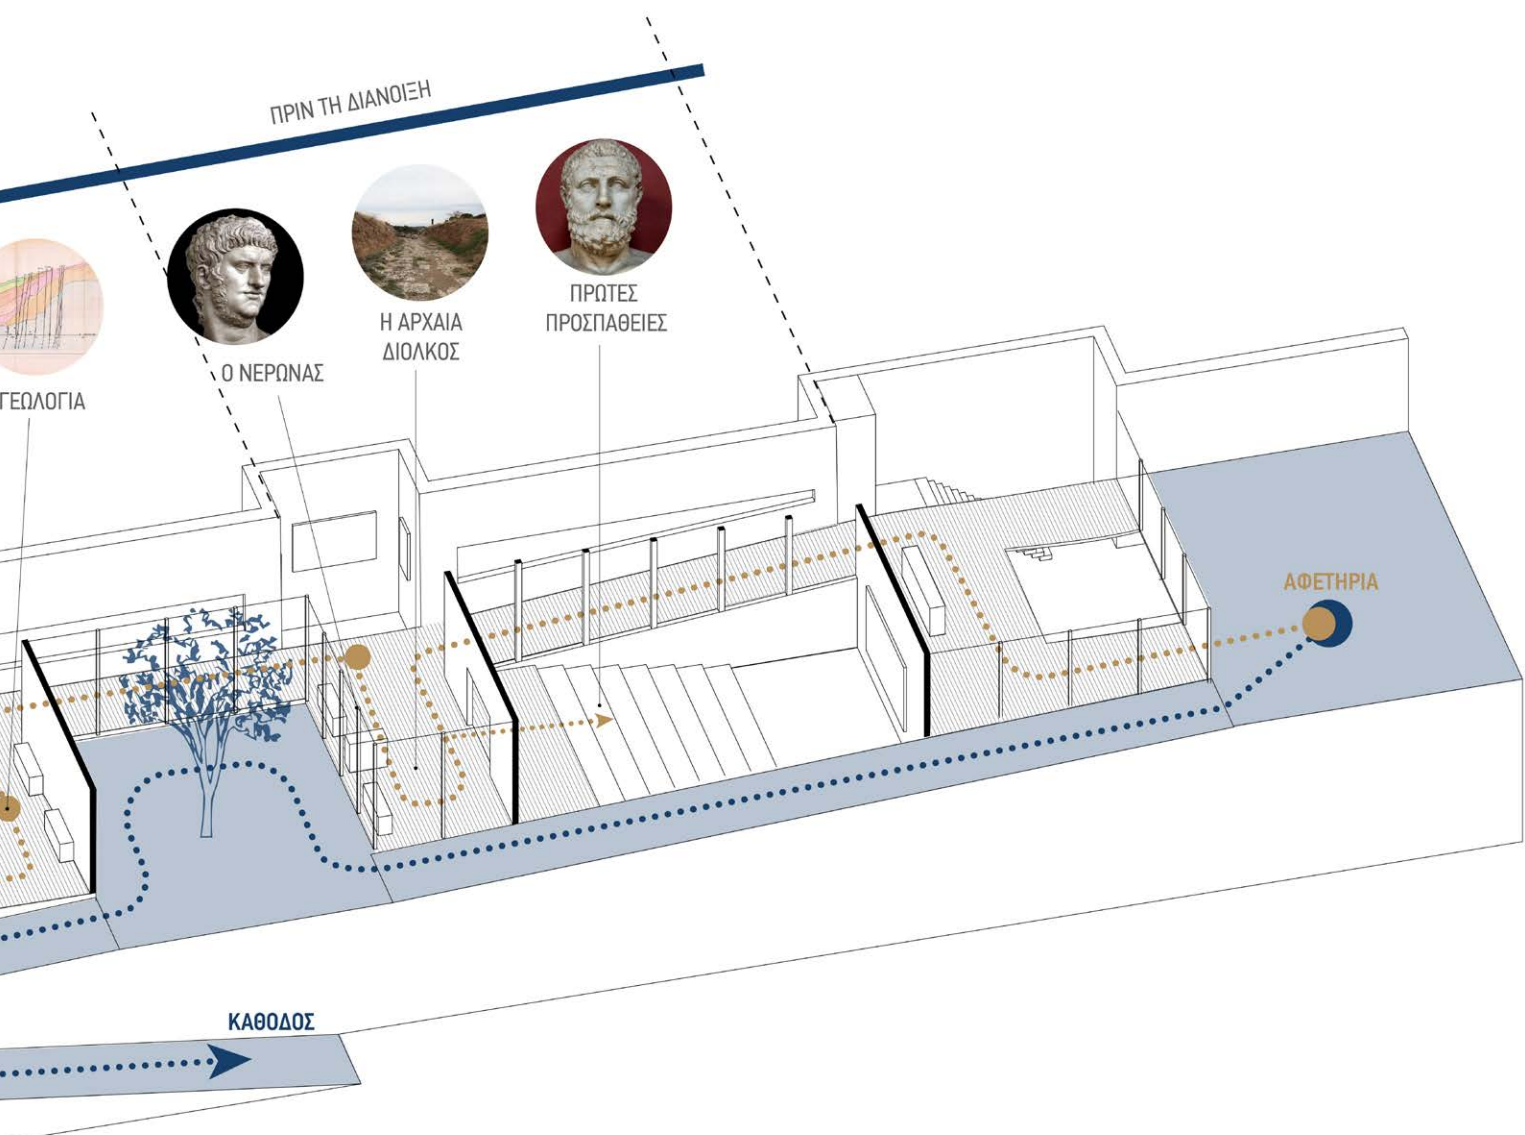 ΠΡΙΝ ΤΗ ΔΙΑΝΟΙΞΗ
ΠΡΩΤΕΣ
ΠΡΟΣΠΑΘΕΙΕΣ
Η ΑΡΧΑΙΑ
ΔΙΟΛΚΟΣ
Ο ΝΕΡΩΝΑΣ
ΓΕΩΛΟΓΙΑ
ΑΦΕΤΗΡΙΑ
ΚΑΘΟΔΟΣ